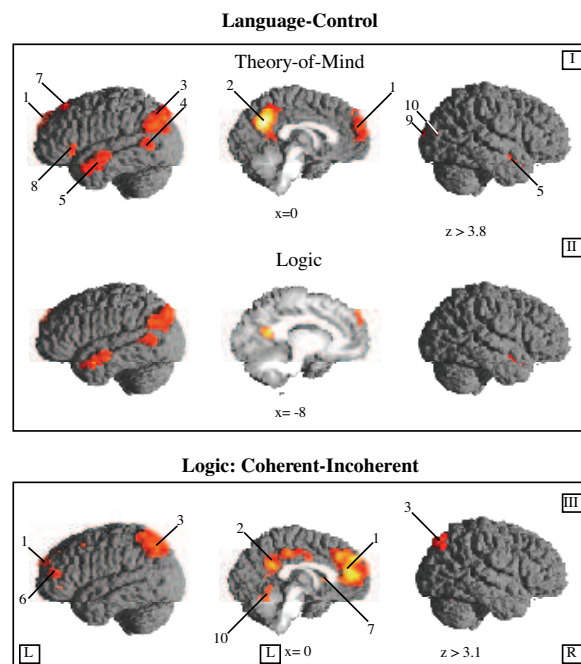 Language-Control
Theory-of-Mind
I
7
1
3
4
8
5
2
1
x=0
10
9
5
z > 3.8
II
Logic
x= -8
Logic: Coherent-Incoherent
III
1
3
6
L
2
1
10
7
L x= 0
3
z > 3.1
R